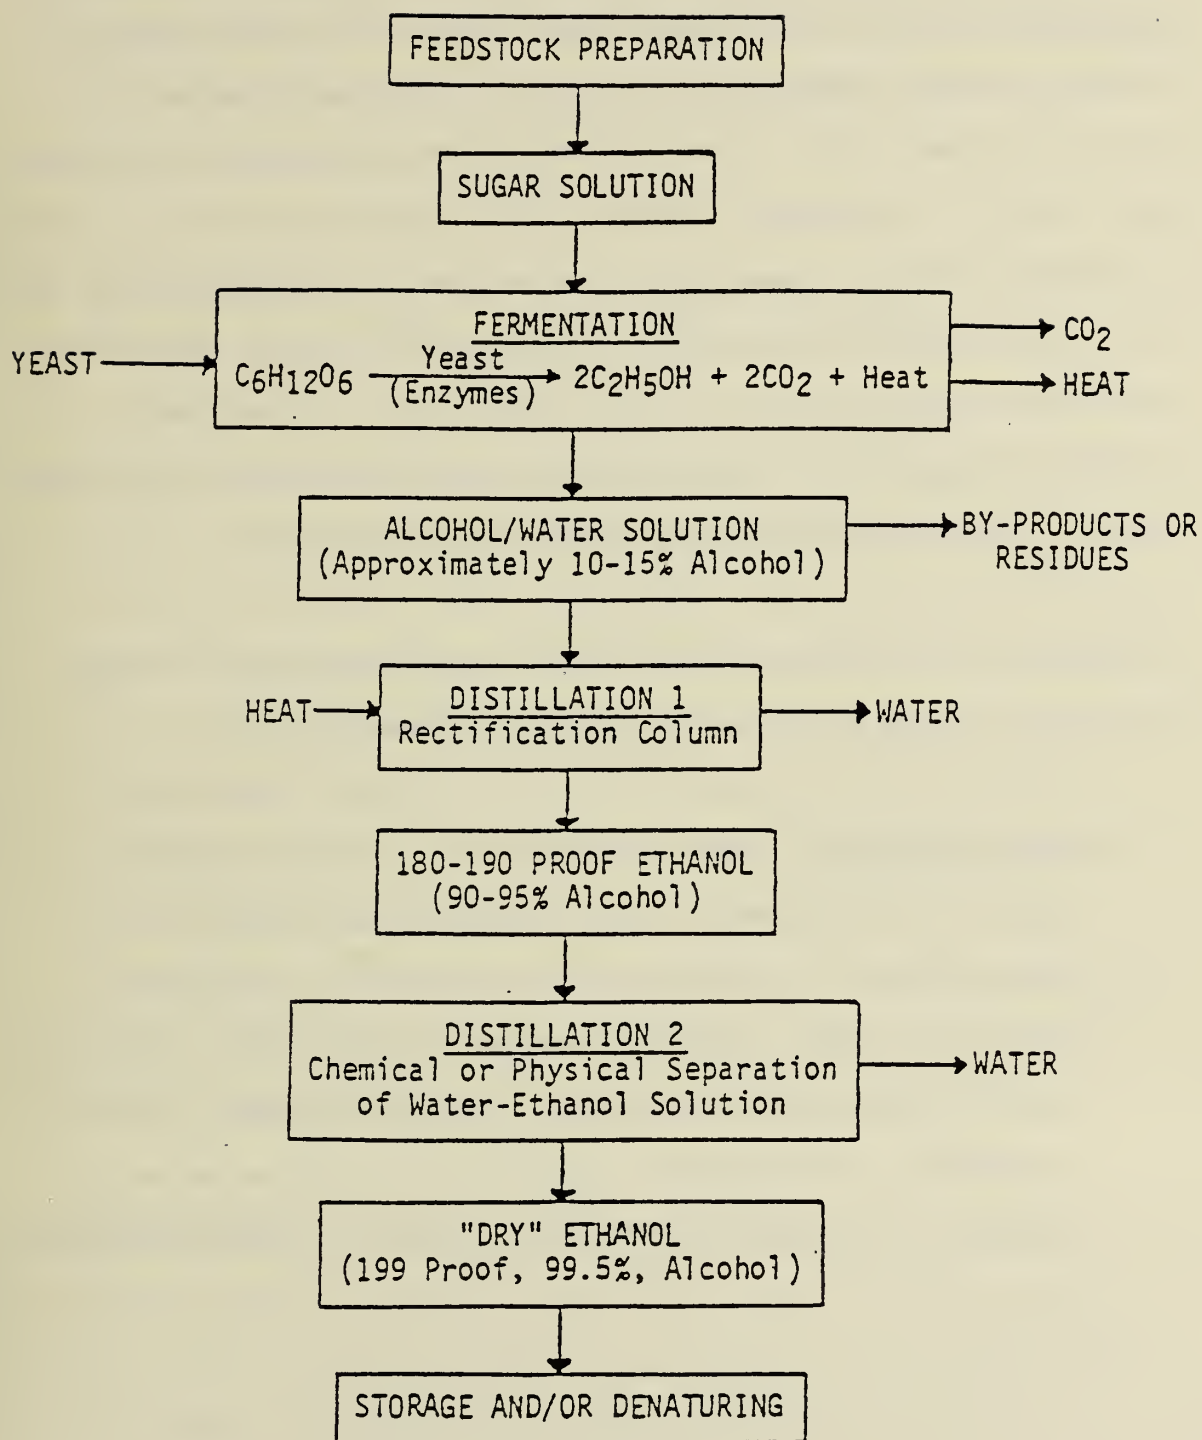 FEEDSTOCK PREPARATION
SUGAR SOLUTION
FERMENTATION
YEAST
C6H12O6 Yeast (Enzymes) 2C2H5OH + 2CO2 + Heat
CO2
HEAT
ALCOHOL/WATER SOLUTION
(Approximately 10-15% Alcohol)
BY-PRODUCTS OR
RESIDUES
HEAT
DISTILLATION 1
Rectification Column
WATER
180-190 PROOF ETHANOL
(90-95% Alcohol)
DISTILLATION 2
Chemical or Physical Separation
of Water-Ethanol Solution
WATER
"DRY" ETHANOL
(199 Proof, 99.5%, Alcohol)
STORAGE AND/OR DENATURING